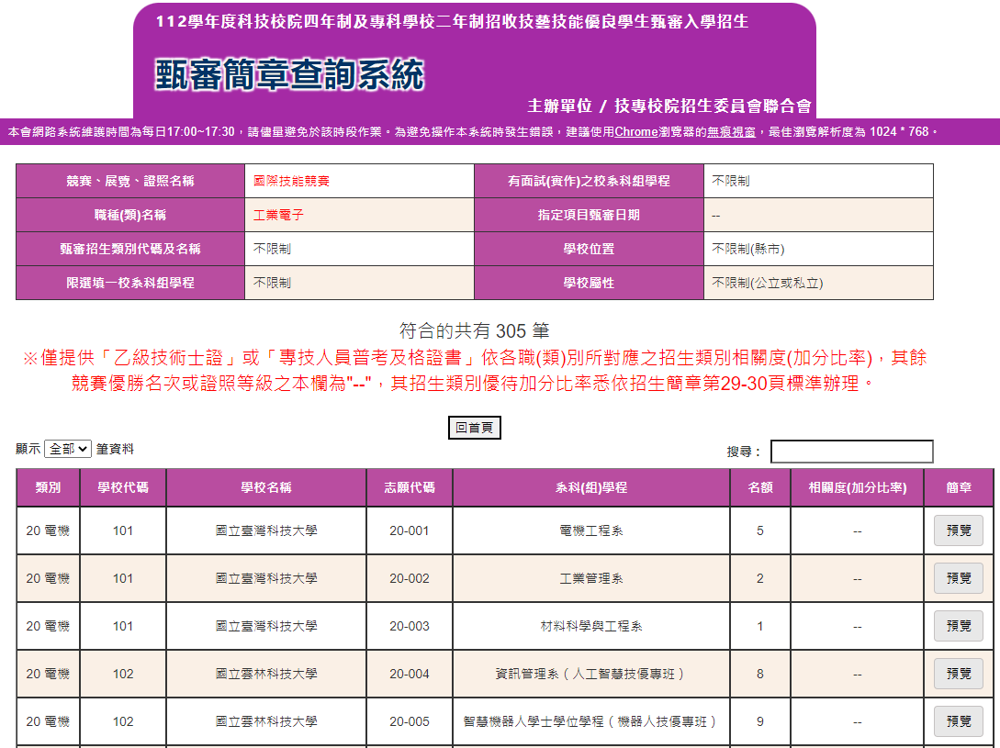 112學年度科技校院四年制及專科學校二年制招收技藝技能優良學生甄審入學招生
甄審簡章查詢系統
主辦單位 / 技專校院招生委員會聯合會
本會網路系統維護時間為每日17:00~17:30，請儘量避免於該時段作業。為避免操作本系統時發生錯誤，建議使用Chrome瀏覽器的無痕視窗，最佳瀏覽解析度為 1024 * 768。
競賽、展覽、證照名稱 國際技能競賽 有面試(實作)之校系科組學程 不限制
職種(類)名稱 工業電子 指定項目甄審日期 --
甄審招生類別代碼及名稱 不限制 學校位置 不限制(縣市)
限選填一校系科組學程 不限制 學校屬性 不限制(公立或私立)
符合的共有 305 筆
※僅提供「乙級技術士證」或「專技人員普考及格證書」依各職(類)別所對應之招生類別相關度(加分比率)，其餘
競賽優勝名次或證照等級之本欄為"--"，其招生類別優待加分比率悉依招生簡章第29-30頁標準辦理。
回首頁
顯示 全部 筆資料 搜尋：
類別 學校代碼 學校名稱 志願代碼 系科(組)學程 名額 相關度(加分比率) 簡章
20 電機 101 國立臺灣科技大學 20-001 電機工程系 5 -- 預覽
20 電機 101 國立臺灣科技大學 20-002 工業管理系 2 -- 預覽
20 電機 101 國立臺灣科技大學 20-003 材料科學與工程系 1 -- 預覽
20 電機 102 國立雲林科技大學 20-004 資訊管理系（人工智慧技優專班） 8 -- 預覽
20 電機 102 國立雲林科技大學 20-005 智慧機器人學士學位學程（機器人技優專班） 9 -- 預覽